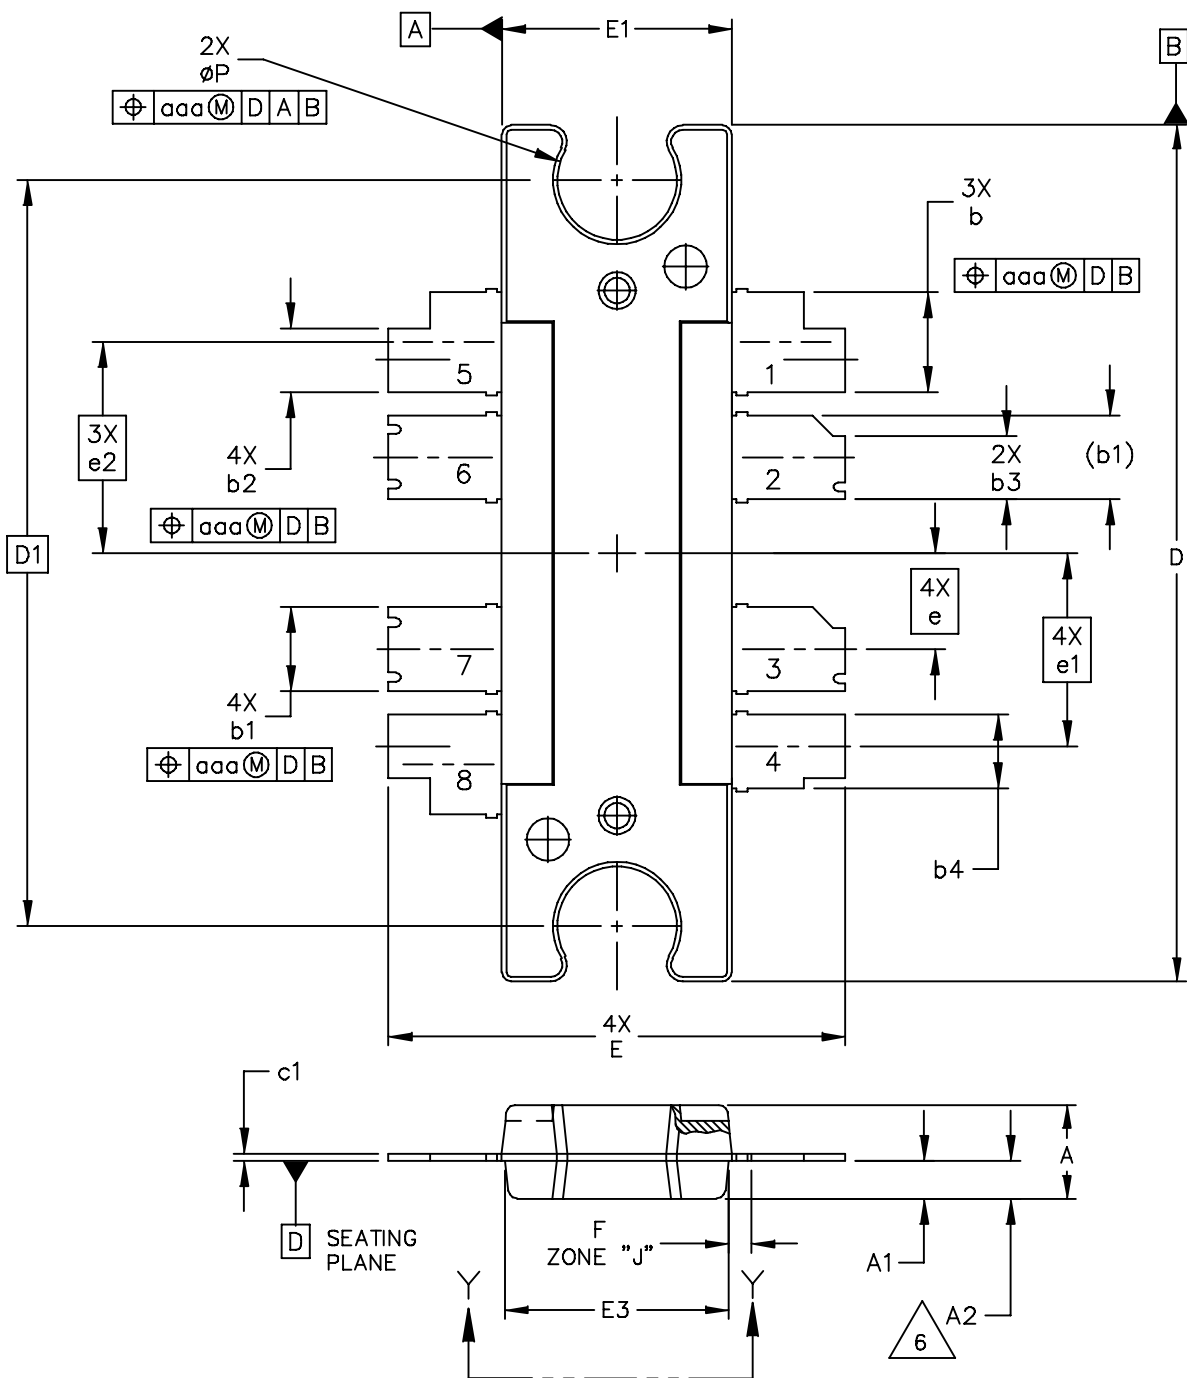 A
E1
B
2X
øP
⌖ aaa Ⓜ D A B
3X
b
⌖ aaa Ⓜ D B
5
1
3X
e2
4X
b2
6
2
2X
b3
(b1)
⌖ aaa Ⓜ D B
D1
D
4X
e
4X
e1
7
3
4X
b1
⌖ aaa Ⓜ D B
8
4
b4
4X
E
c1
A
D SEATING
PLANE
F
ZONE "J"
A1
Y Y
E3
A2
6